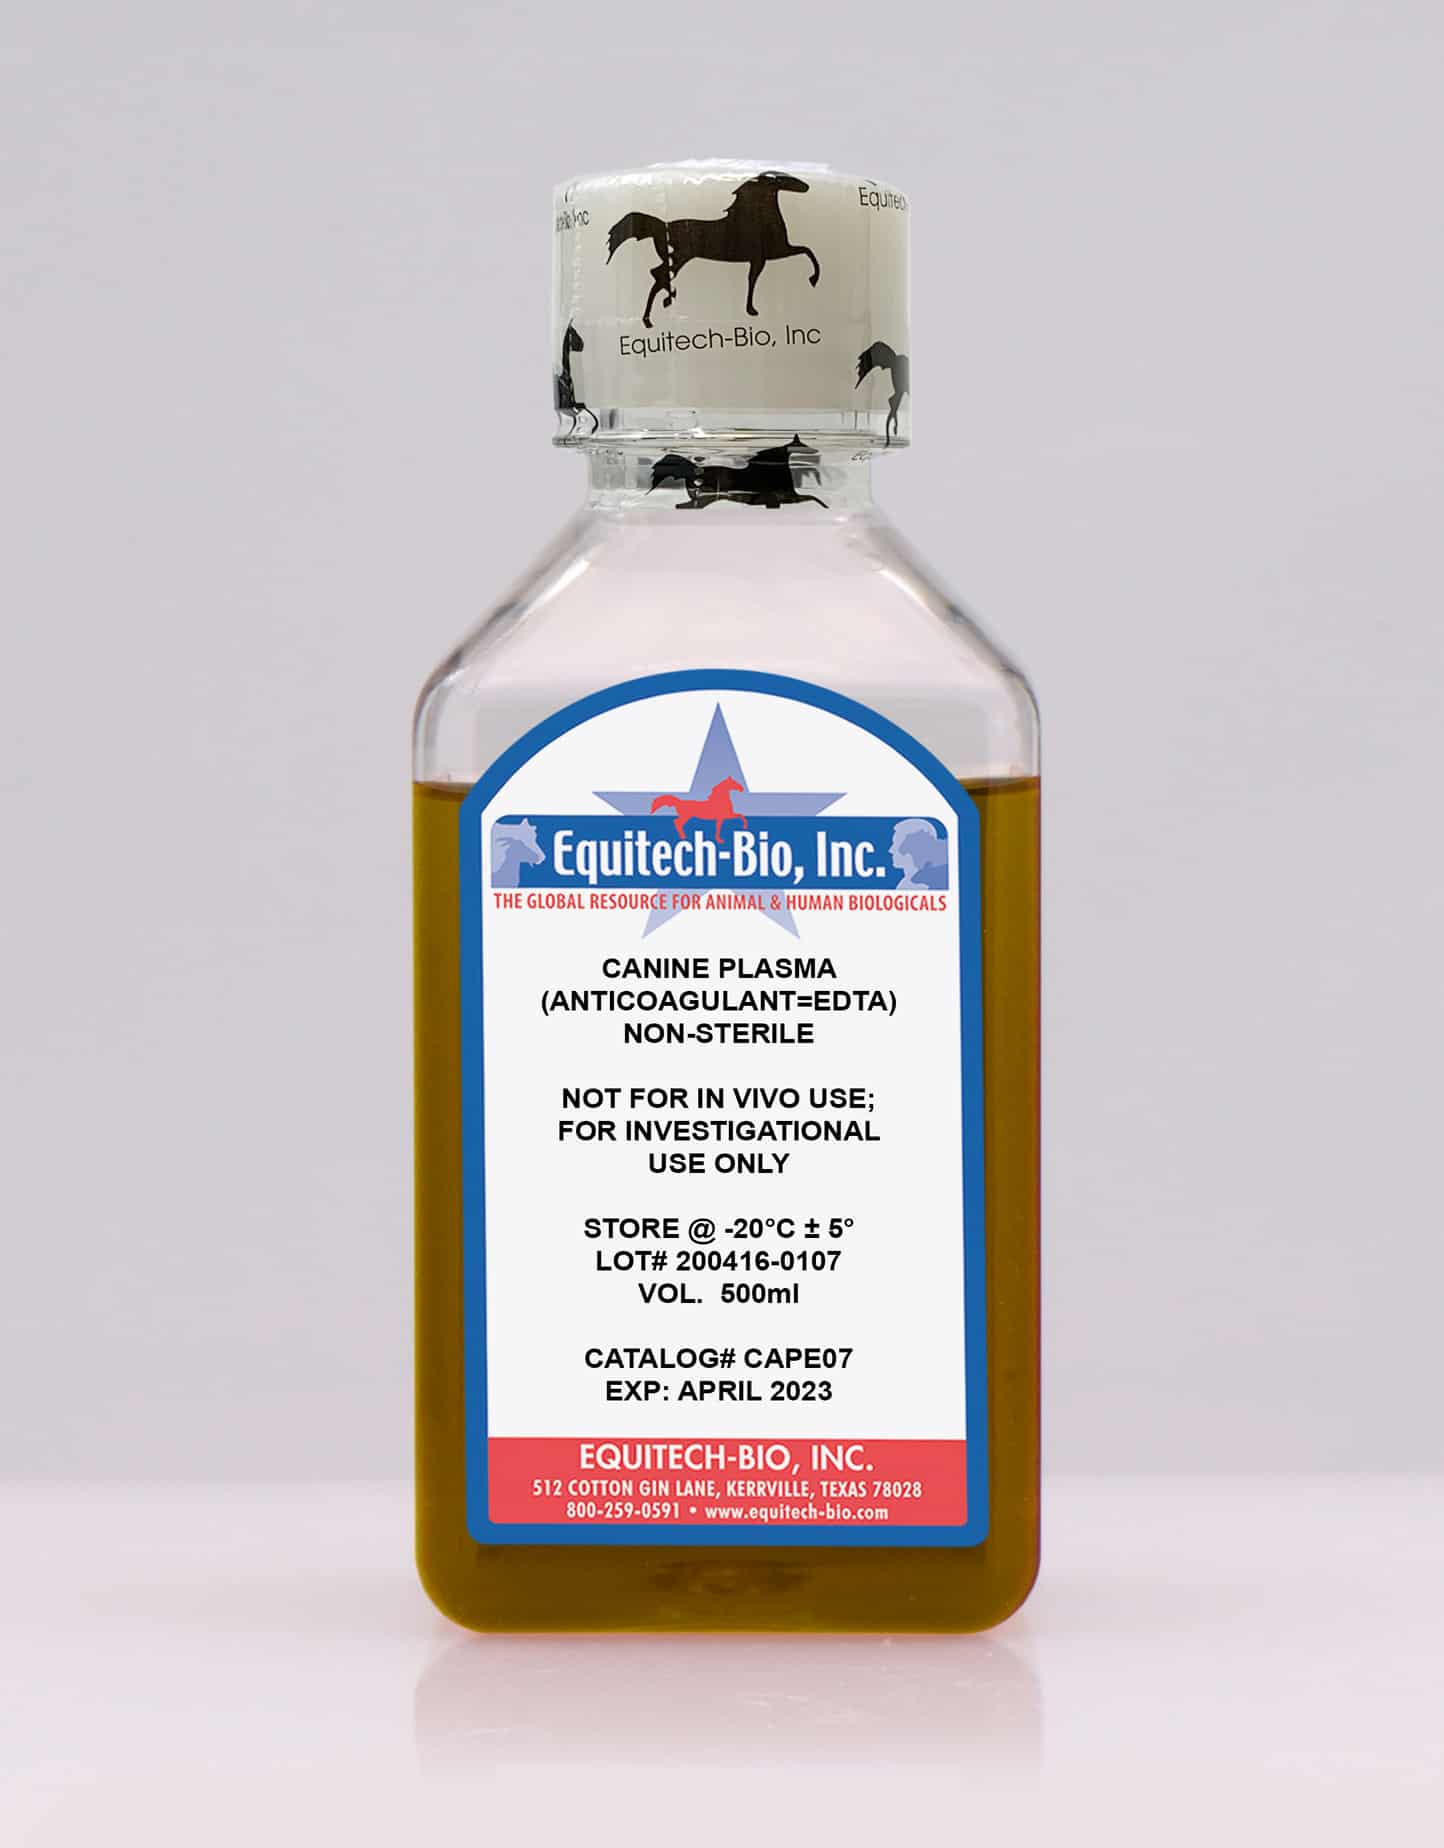 Equitech-Bio, Inc
Equitech-Bio, Inc.
THE GLOBAL RESOURCE FOR ANIMAL & HUMAN BIOLOGICALS
CANINE PLASMA
(ANTICOAGULANT=EDTA)
NON-STERILE
NOT FOR IN VIVO USE;
FOR INVESTIGATIONAL
USE ONLY
STORE @ -20°C ± 5°
LOT# 200416-0107
VOL. 500ml
CATALOG# CAPE07
EXP: APRIL 2023
EQUITECH-BIO, INC.
512 COTTON GIN LANE, KERRVILLE, TEXAS 78028
800-259-0591 • www.equitech-bio.com